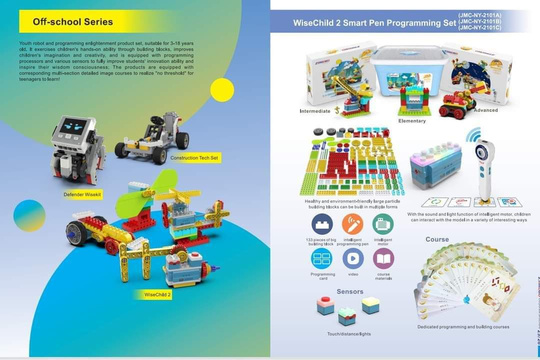 Off-school Series
Youth robot and programming enlightenment product set, suitable for 3-18 years
old. It exercises children's hands-on ability through building blocks, improves
children's imagination and creativity, and is equipped with programming
processors and various sensors to fully improve students' innovation ability and
inspire their wisdom consciousness. The products are equipped with
corresponding multi-section detailed image courses to realize "no threshold" for
teenagers to learn!
Construction Tech Set
Defender Wisekit
WiseChild 2
WiseChild 2 Smart Pen Programming Set
(JMC-NY-2101A)
(JMC-NY-2101B)
(JMC-NY-2101C)
Intermediate
Elementary
Advanced
Healthy and environment-friendly large particle
building blocks can be built in multiple forms
With the sound and light function of intelligent motor, children
can interact with the model in a variety of interesting ways
133 pieces of big
building block
intelligent
programming pen
intelligent
motor
Programming
card
video
course
materials
Course
Sensors
Touch/distance/lights
Dedicated programming and building courses